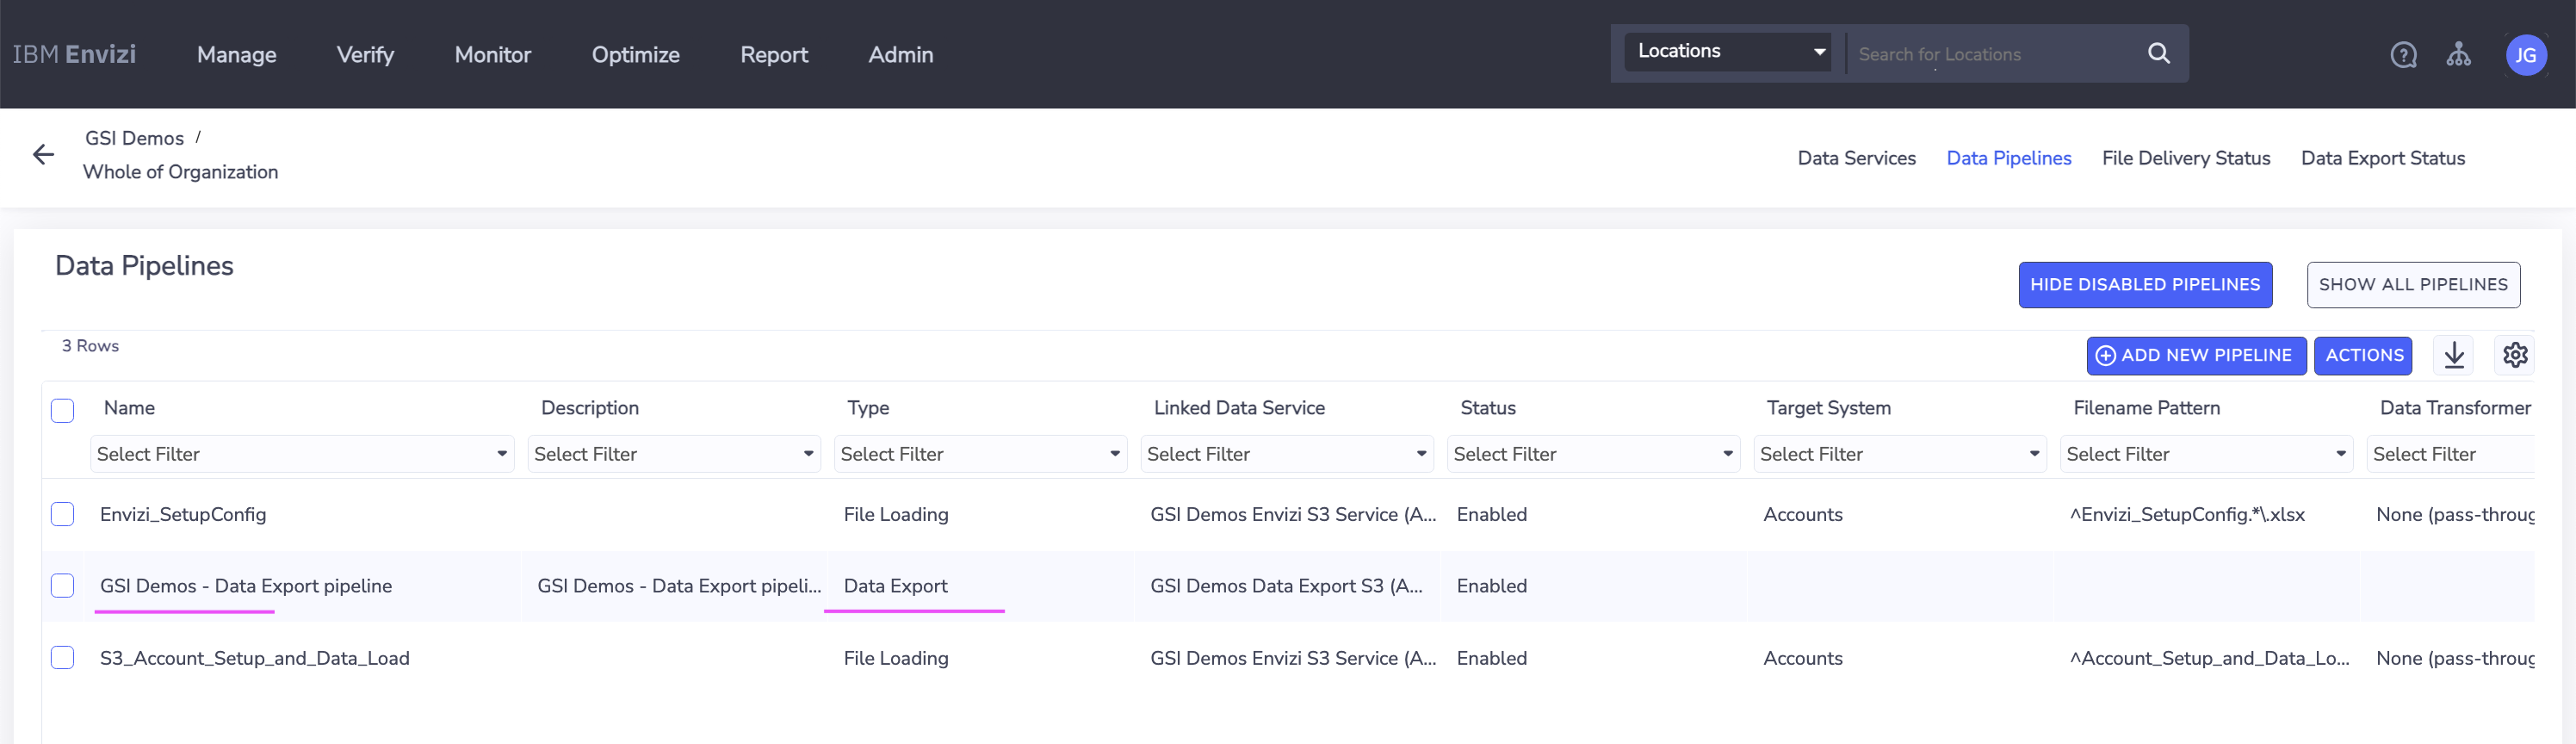 IBM Envizi Manage Verify Monitor Optimize Report Admin Locations Search for Locations JG
GSI Demos /
Whole of Organization
Data Services Data Pipelines File Delivery Status Data Export Status
Data Pipelines
HIDE DISABLED PIPELINES SHOW ALL PIPELINES
3 Rows
ADD NEW PIPELINE ACTIONS
Name Description Type Linked Data Service Status Target System Filename Pattern Data Transformer
Select Filter Select Filter Select Filter Select Filter Select Filter Select Filter Select Filter Select Filter
Envizi_SetupConfig File Loading GSI Demos Envizi S3 Service (A... Enabled Accounts ^Envizi_SetupConfig.*\.xlsx None (pass-throug
GSI Demos - Data Export pipeline GSI Demos - Data Export pipeli... Data Export GSI Demos Data Export S3 (A... Enabled
S3_Account_Setup_and_Data_Load File Loading GSI Demos Envizi S3 Service (A... Enabled Accounts ^Account_Setup_and_Data_Lo... None (pass-throug